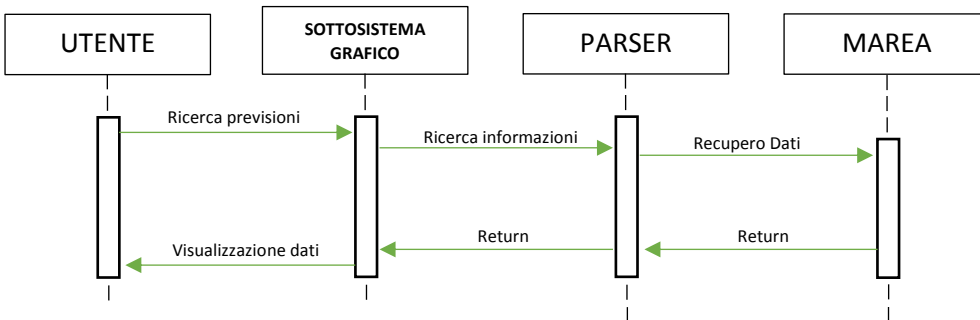 UTENTE
SOTTOSISTEMA
GRAFICO
PARSER
MAREA
Ricerca previsioni
Ricerca informazioni
Recupero Dati
Visualizzazione dati
Return
Return